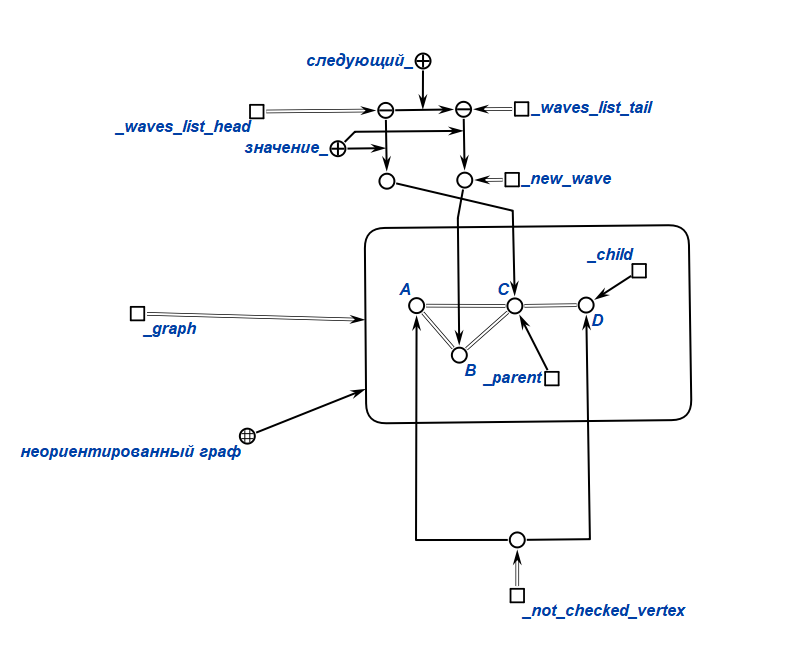 следующий_
_waves_list_head
_waves_list_tail
значение_
_new_wave
_child
A
C
D
_graph
B
_parent
неориентированный граф
_not_checked_vertex